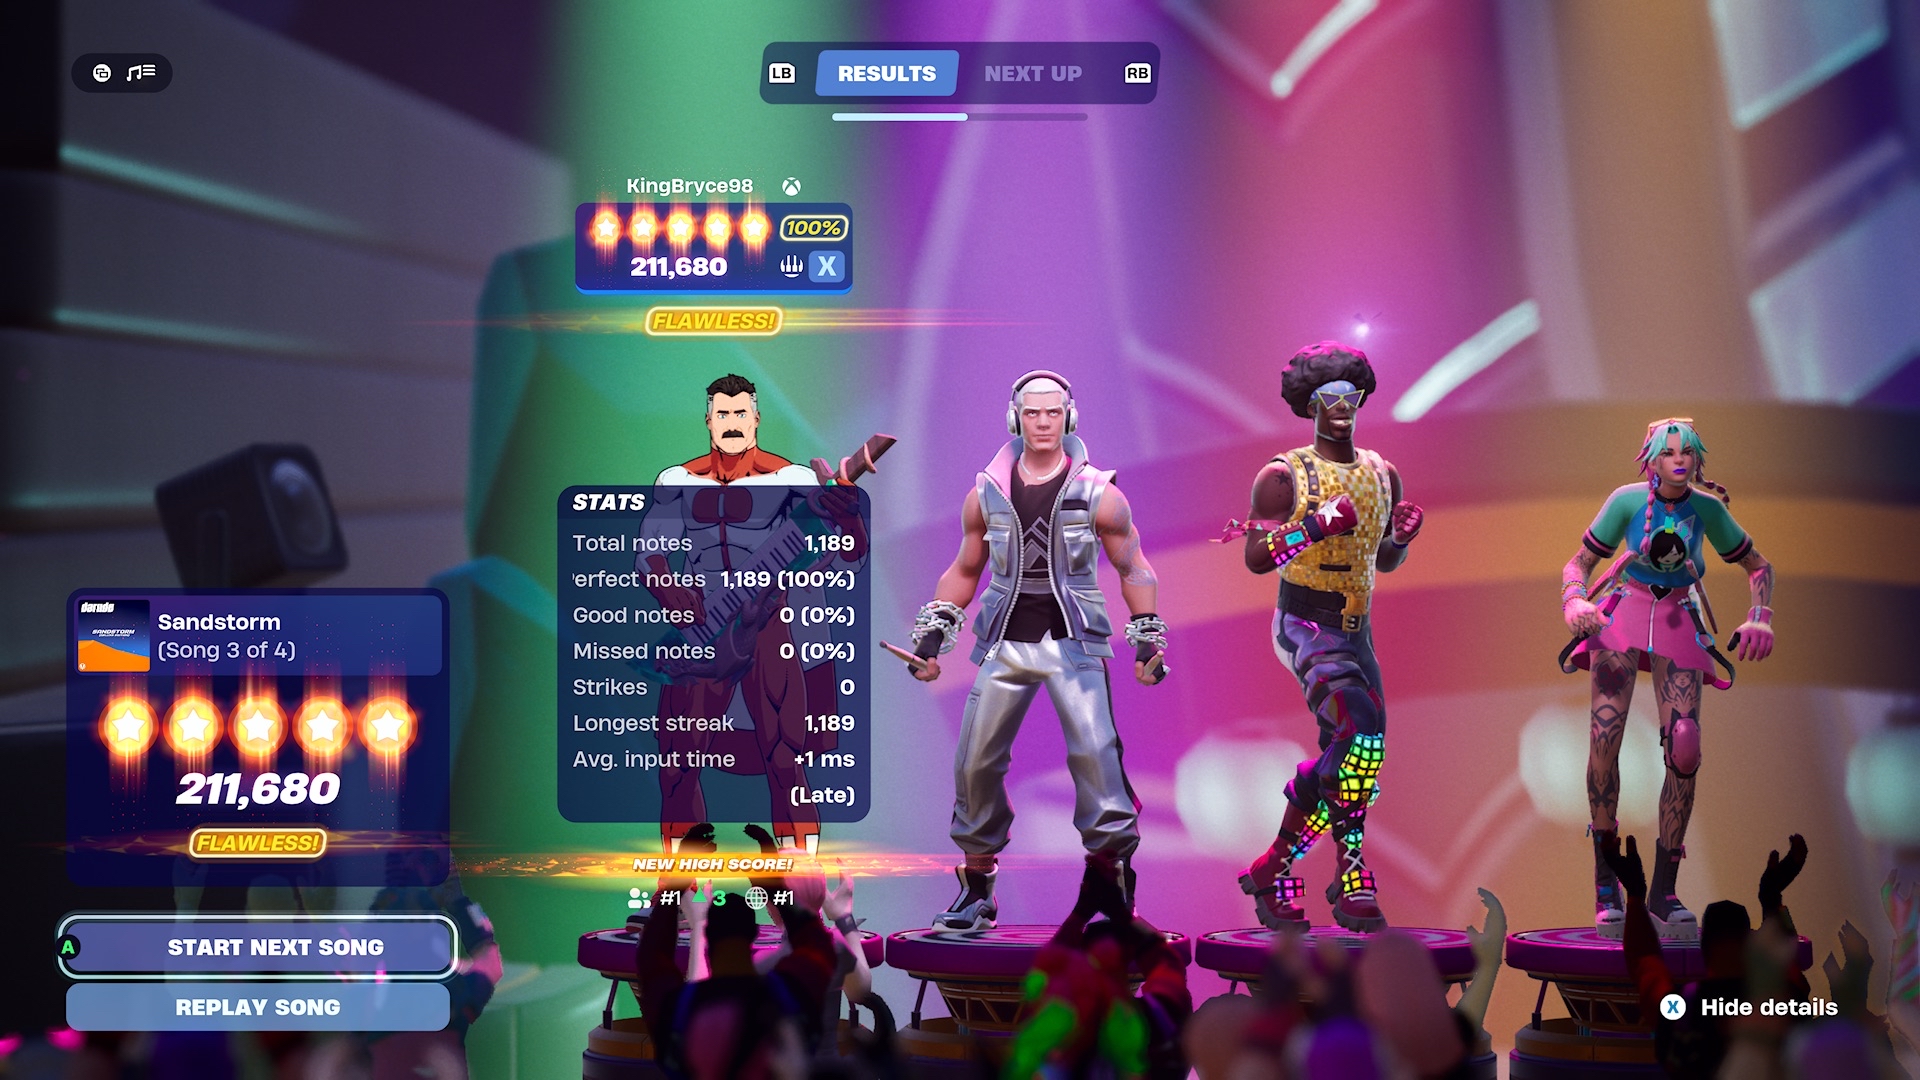 LB RESULTS NEXT UP RB
KingBryce98
100%
211,680 X
FLAWLESS!
STATS
Total notes 1,189
erfect notes 1,189 (100%)
Good notes 0 (0%)
Missed notes 0 (0%)
Strikes 0
Longest streak 1,189
Avg. input time +1 ms
(Late)
NEW HIGH SCORE!
#1 3 #1
darude
SANDSTORM
Sandstorm
(Song 3 of 4)
211,680
FLAWLESS!
A START NEXT SONG
REPLAY SONG
X Hide details